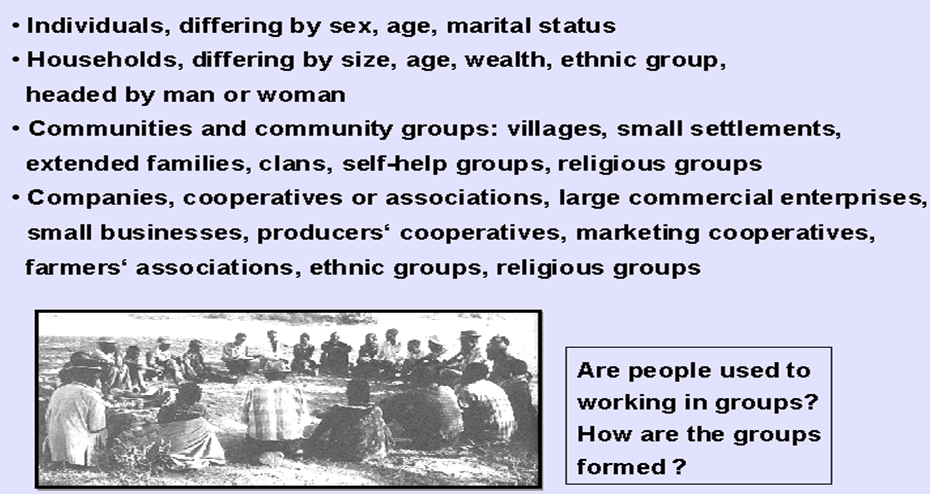 • Individuals, differing by sex, age, marital status
• Households, differing by size, age, wealth, ethnic group,
headed by man or woman
• Communities and community groups: villages, small settlements,
extended families, clans, self-help groups, religious groups
• Companies, cooperatives or associations, large commercial enterprises,
small businesses, producers‘ cooperatives, marketing cooperatives,
farmers‘ associations, ethnic groups, religious groups
Are people used to
working in groups?
How are the groups
formed ?